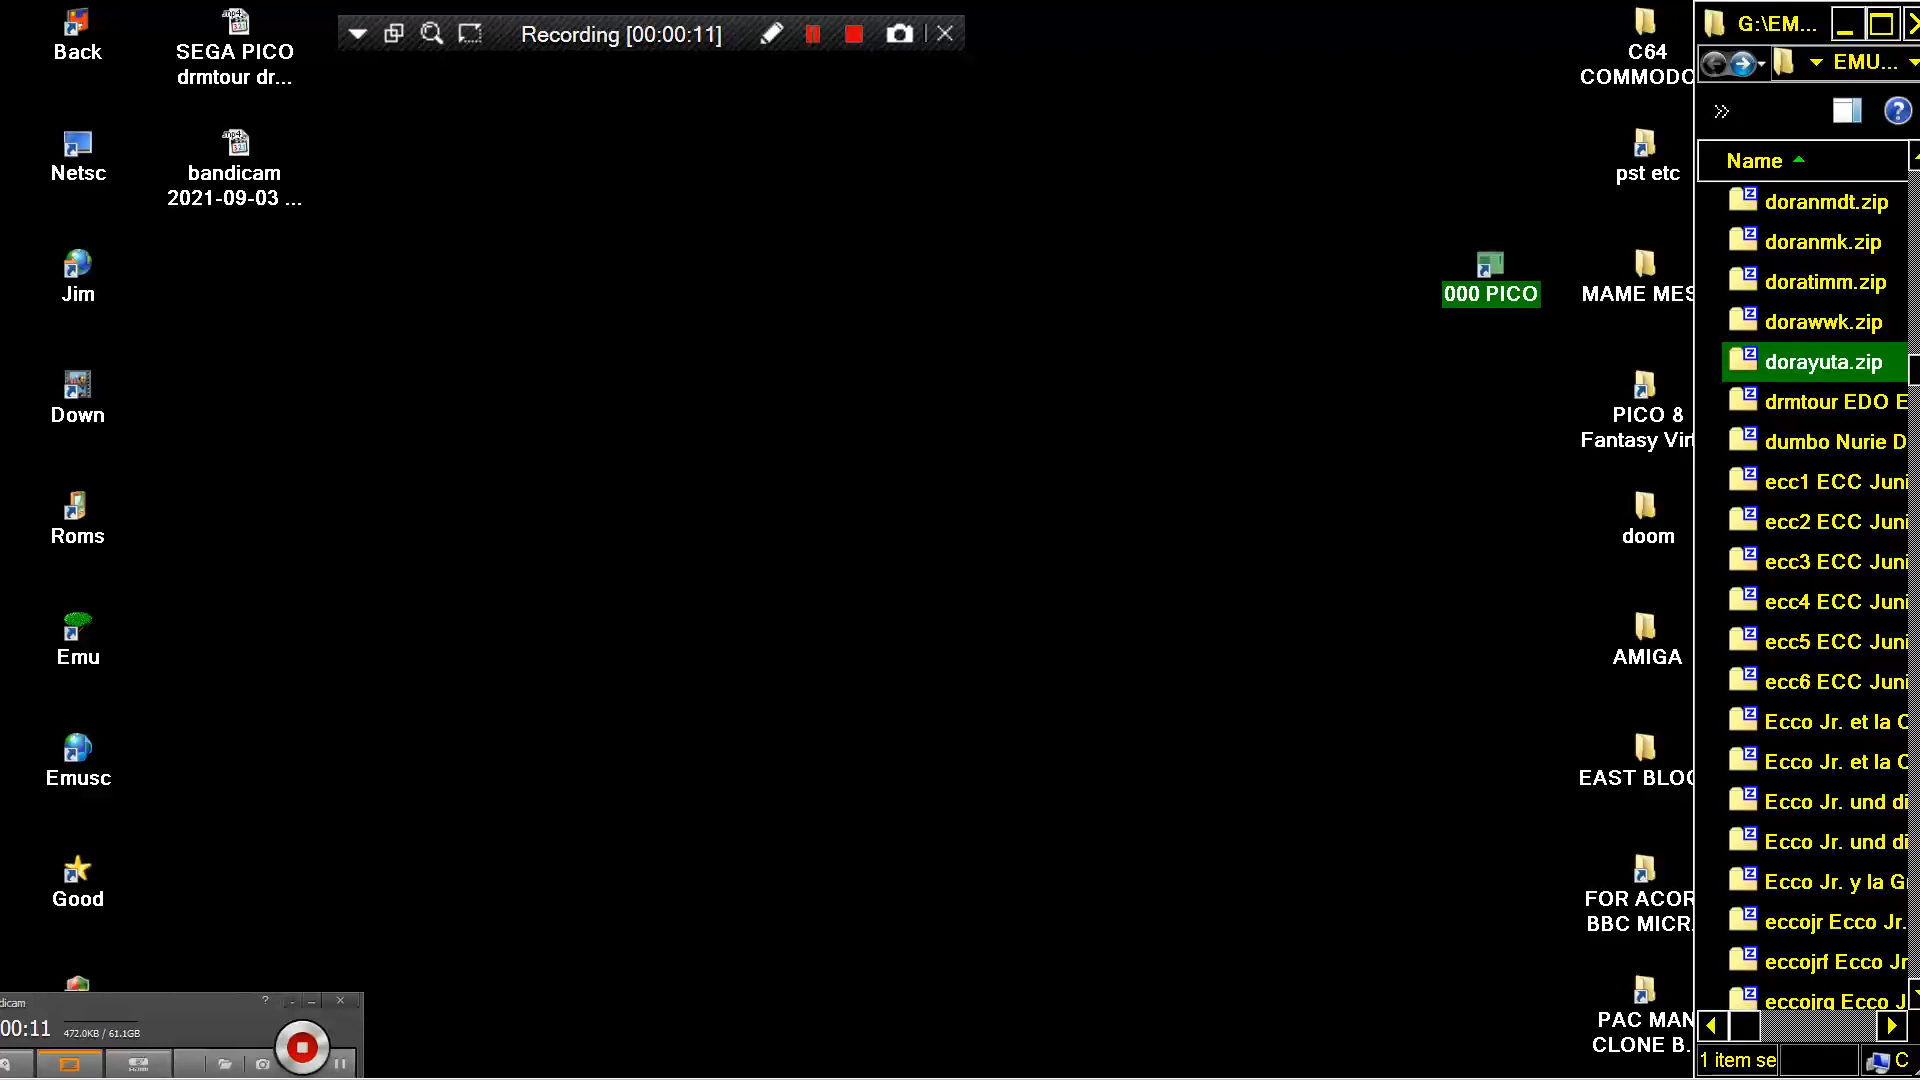 Back
SEGA PICO
drmtour dr...
Recording [00:00:11]
C64
COMMODO
G:\EM...
EMU...
Netsc
bandicam
2021-09-03 ...
pst etc
Name
doranmdt.zip
doranmk.zip
doratimm.zip
dorawwk.zip
dorayuta.zip
drmtour EDO E
dumbo Nurie D
ecc1 ECC Juni
ecc2 ECC Juni
ecc3 ECC Juni
ecc4 ECC Juni
ecc5 ECC Juni
ecc6 ECC Juni
Ecco Jr. et la C
Ecco Jr. et la C
Ecco Jr. und di
Ecco Jr. und di
Ecco Jr. y la G
eccojr Ecco Jr.
eccojrf Ecco Jr
eccojrg Ecco J
1 item se
C
Jim
000 PICO
MAME MES
Down
PICO 8
Fantasy Vir
Roms
doom
Emu
AMIGA
Emusc
EAST BLOC
Good
FOR ACOR
BBC MICR.
PAC MAN
CLONE B.
dicam
00:11
472.0KB / 61.1GB